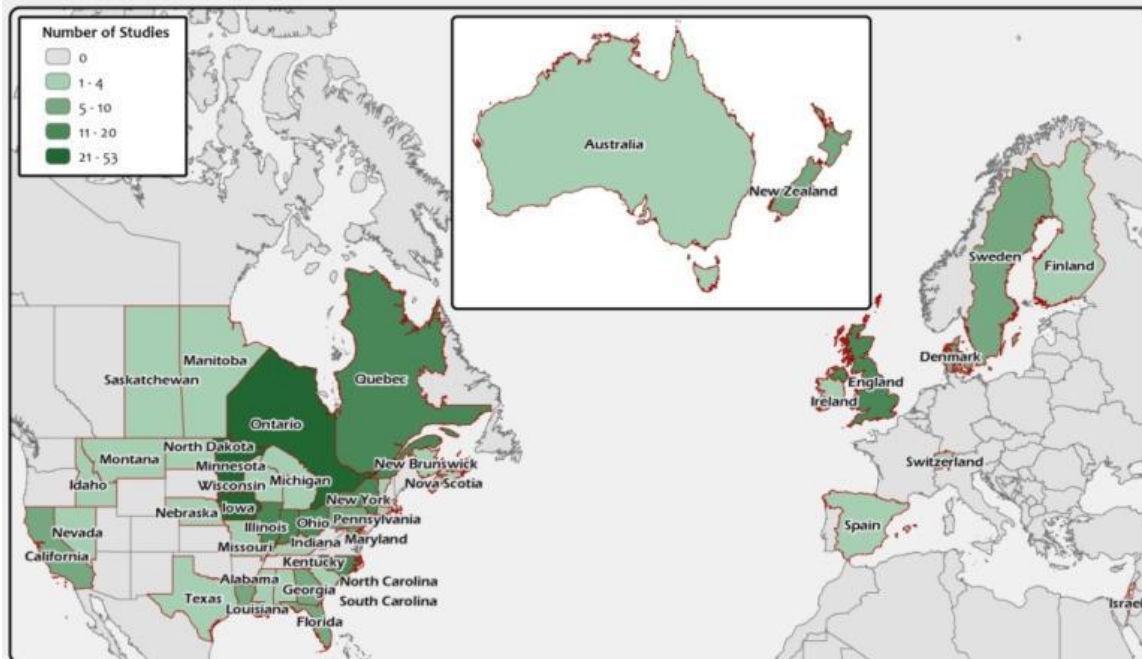 Number of Studies
0
1 - 4
5 - 10
11 - 20
21 - 53
Australia
New Zealand
Sweden
Finland
Denmark
England
Ireland
Switzerland
Spain
Israel
Manitoba
Saskatchewan
Quebec
Ontario
North Dakota
Montana
Minnesota
New Brunswick
Nova Scotia
Idaho
Wisconsin
Michigan
New York
Nebraska
Iowa
Nevada
Illinois
Ohio
Pennsylvania
California
Missouri
Indiana
Maryland
Kentucky
Alabama
North Carolina
Texas
Georgia
Louisiana
South Carolina
Florida